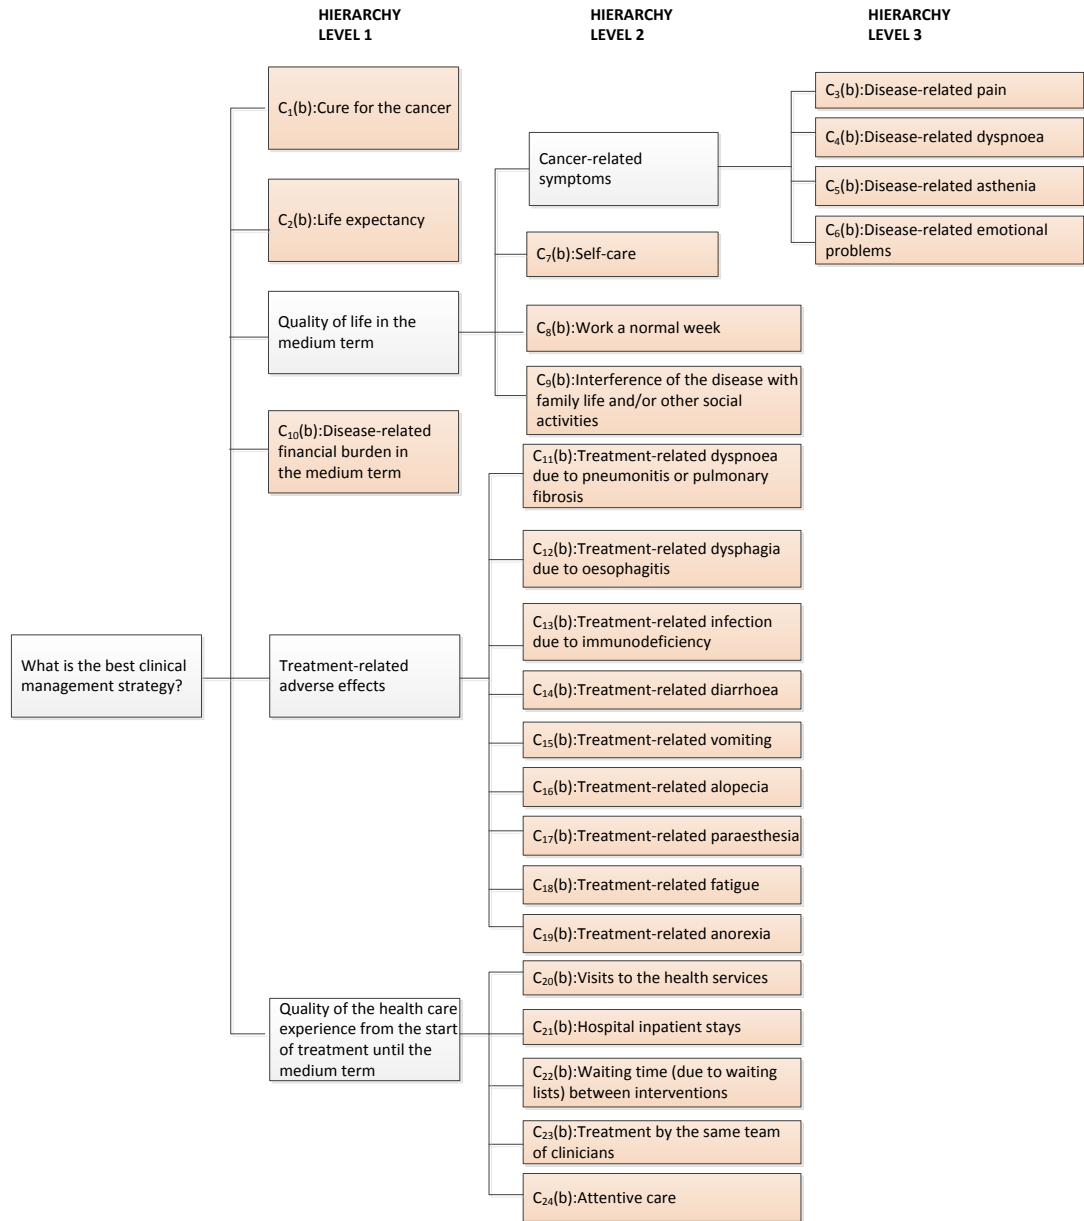 HIERARCHY
LEVEL 1
HIERARCHY
LEVEL 2
HIERARCHY
LEVEL 3
What is the best clinical
management strategy?
C₁(b):Cure for the cancer
C₂(b):Life expectancy
Quality of life in the
medium term
C₁₀(b):Disease-related
financial burden in
the medium term
Treatment-related
adverse effects
Quality of the health care
experience from the start
of treatment until the
medium term
Cancer-related
symptoms
C₇(b):Self-care
C₈(b):Work a normal week
C₉(b):Interference of the disease with
family life and/or other social
activities
C₁₁(b):Treatment-related dyspnoea
due to pneumonitis or pulmonary
fibrosis
C₁₂(b):Treatment-related dysphagia
due to oesophagitis
C₁₃(b):Treatment-related infection
due to immunodeficiency
C₁₄(b):Treatment-related diarrhoea
C₁₅(b):Treatment-related vomiting
C₁₆(b):Treatment-related alopecia
C₁₇(b):Treatment-related paraesthesia
C₁₈(b):Treatment-related fatigue
C₁₉(b):Treatment-related anorexia
C₂₀(b):Visits to the health services
C₂₁(b):Hospital inpatient stays
C₂₂(b):Waiting time (due to waiting
lists) between interventions
C₂₃(b):Treatment by the same team
of clinicians
C₂₄(b):Attentive care
C₃(b):Disease-related pain
C₄(b):Disease-related dyspnoea
C₅(b):Disease-related asthenia
C₆(b):Disease-related emotional
problems